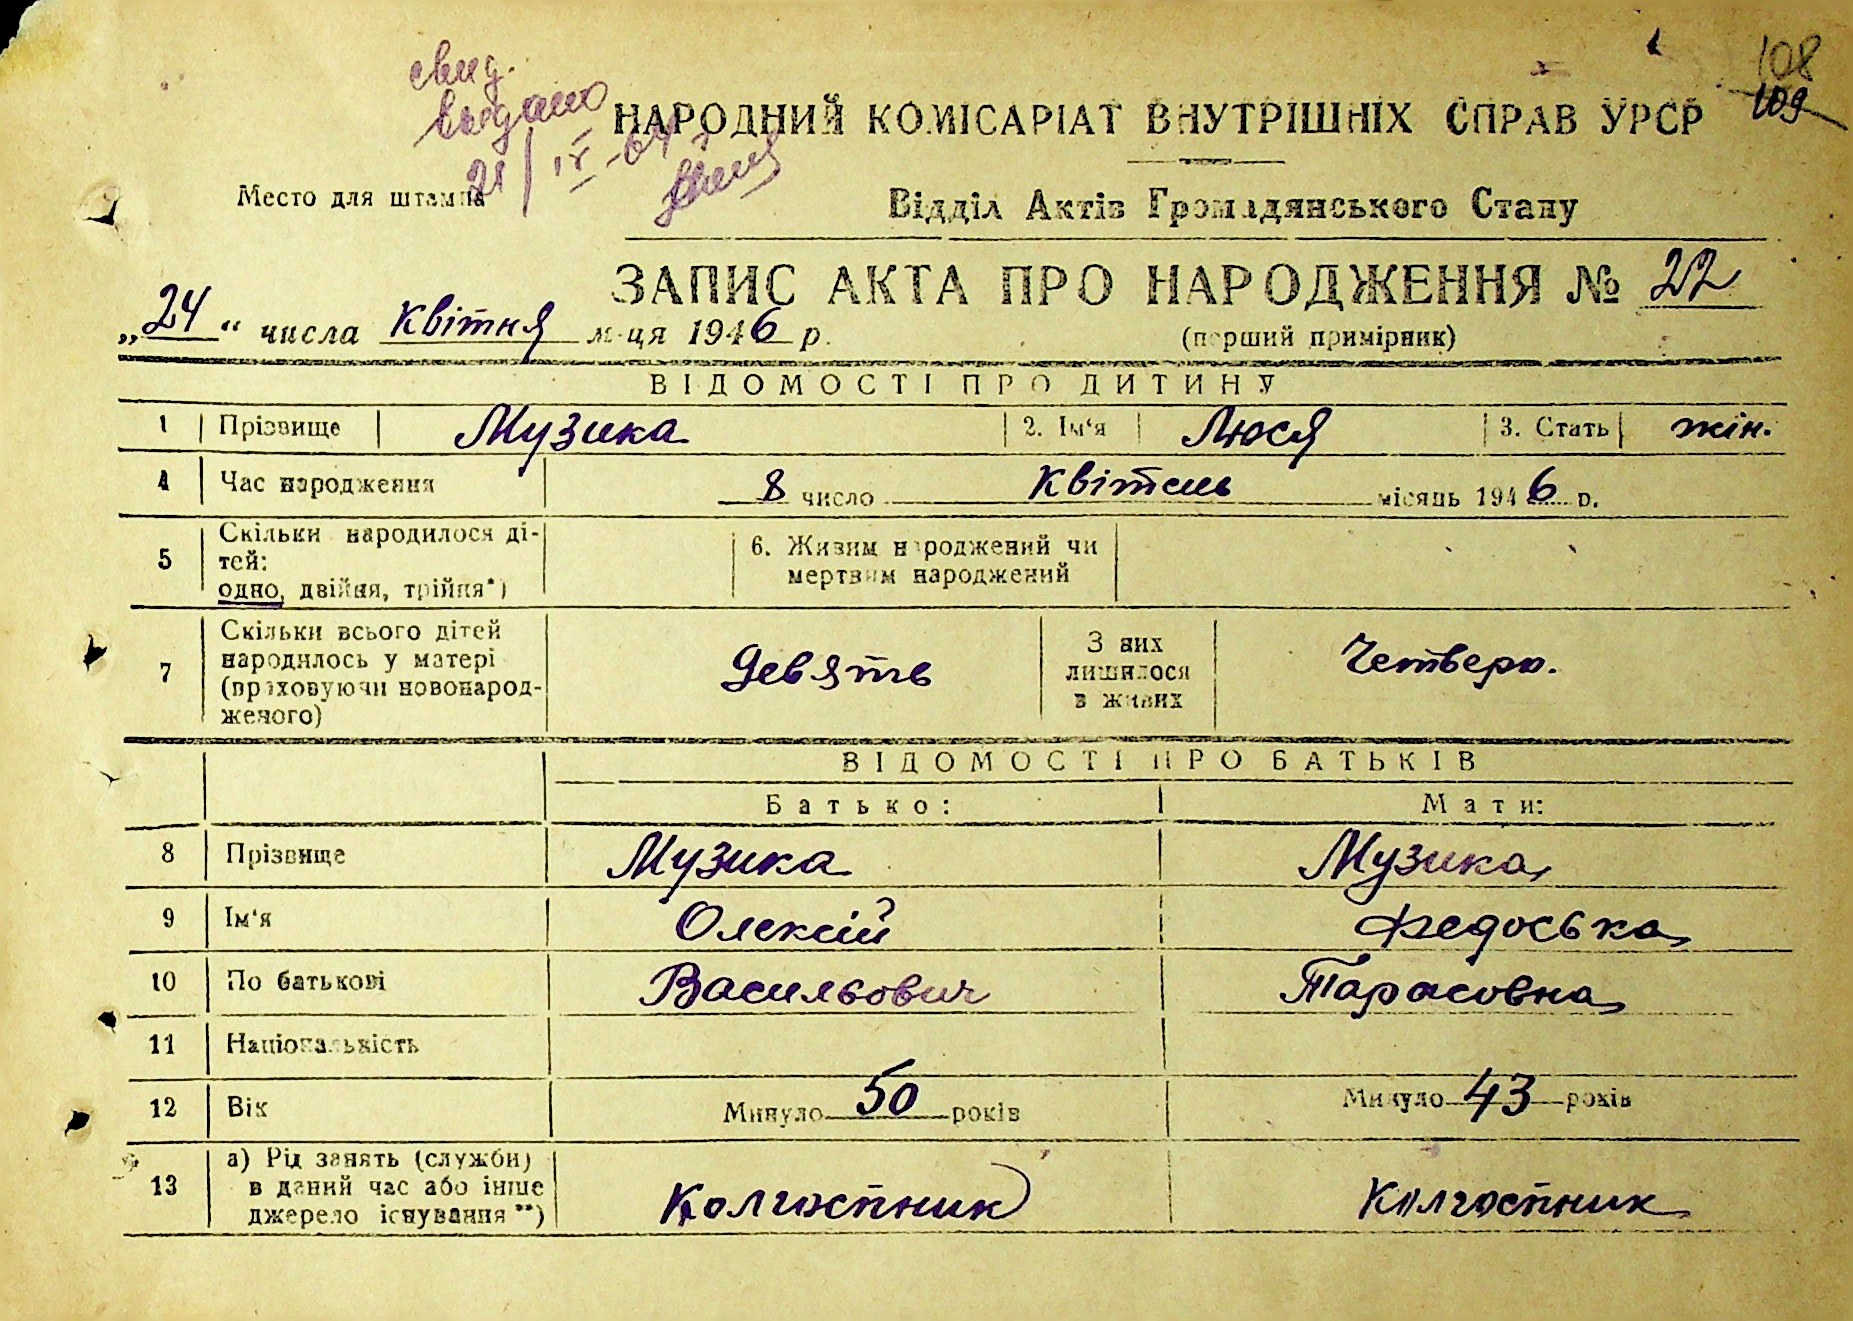 108
109
свид.
выдано
21/IV-64 г
НАРОДНИЙ КОМІСАРІАТ ВНУТРІШНІХ СПРАВ УРСР
Место для штампа
Відділ Актів Громадянського Стану
ЗАПИС АКТА ПРО НАРОДЖЕННЯ № 22
„24“ числа квітня м-ця 1946 р.
(перший примірник)
ВІДОМОСТІ ПРО ДИТИНУ
1 Прізвище Музика 2. Ім‘я Люся 3. Стать жін.
4 Час народження 8 число квітень місяць 1946 р.
5 Скільки народилося ді-
тей:
одно, двійня, трійня*)
6. Живим народжений чи
мертвим народжений
7 Скільки всього дітей
народилось у матері
(враховуючи новонарод-
женого)
Девять
З них
лишилося
в живих
Четверо.
ВІДОМОСТІ ПРО БАТЬКІВ
Батько: Мати:
8 Прізвище Музика Музика
9 Ім‘я Олексій Федоська
10 По батькові Васильович Тарасовна
11 Національність
12 Вік Минуло 50 років Минуло 43 років
13 а) Рід занять (служби)
в даний час або інше
джерело існування**)
Колгоспник Колгоспник